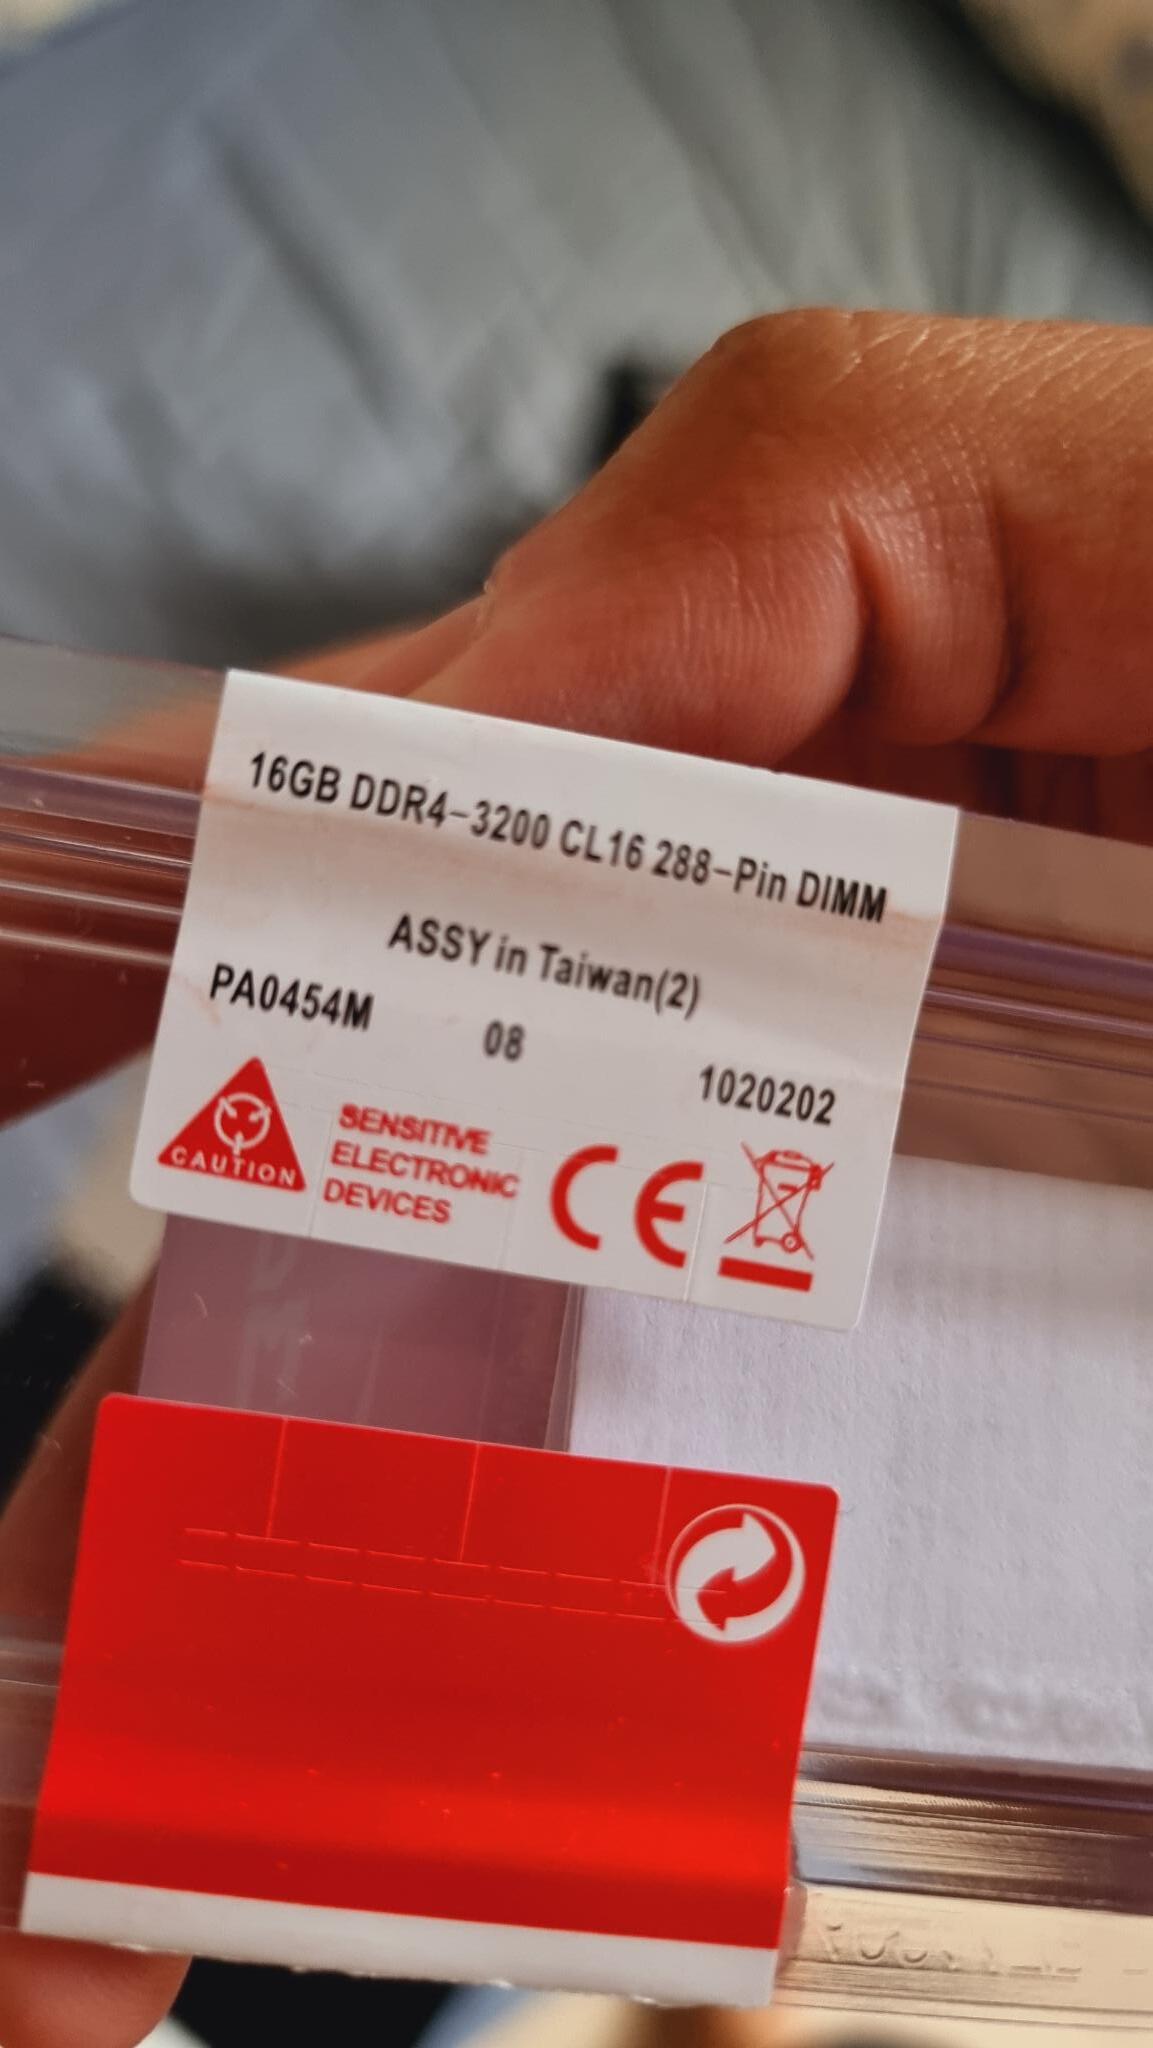 16GB DDR4-3200 CL16 288-Pin DIMM
ASSY in Taiwan(2)
PA0454M 08 1020202
CAUTION
SENSITIVE
ELECTRONIC
DEVICES
CE